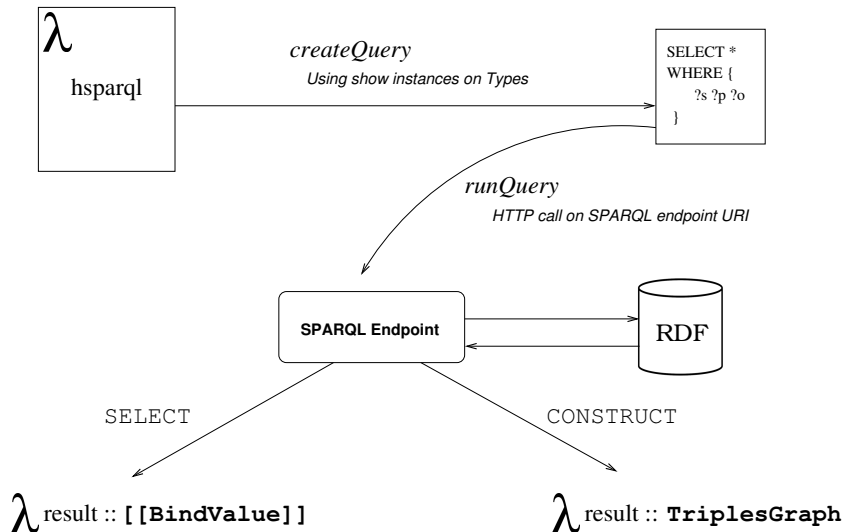 λ
hsparql
createQuery
Using show instances on Types
SELECT *
WHERE {
?s ?p ?o
}
runQuery
HTTP call on SPARQL endpoint URI
SPARQL Endpoint
RDF
SELECT
CONSTRUCT
λ result :: [[BindValue]]
λ result :: TriplesGraph